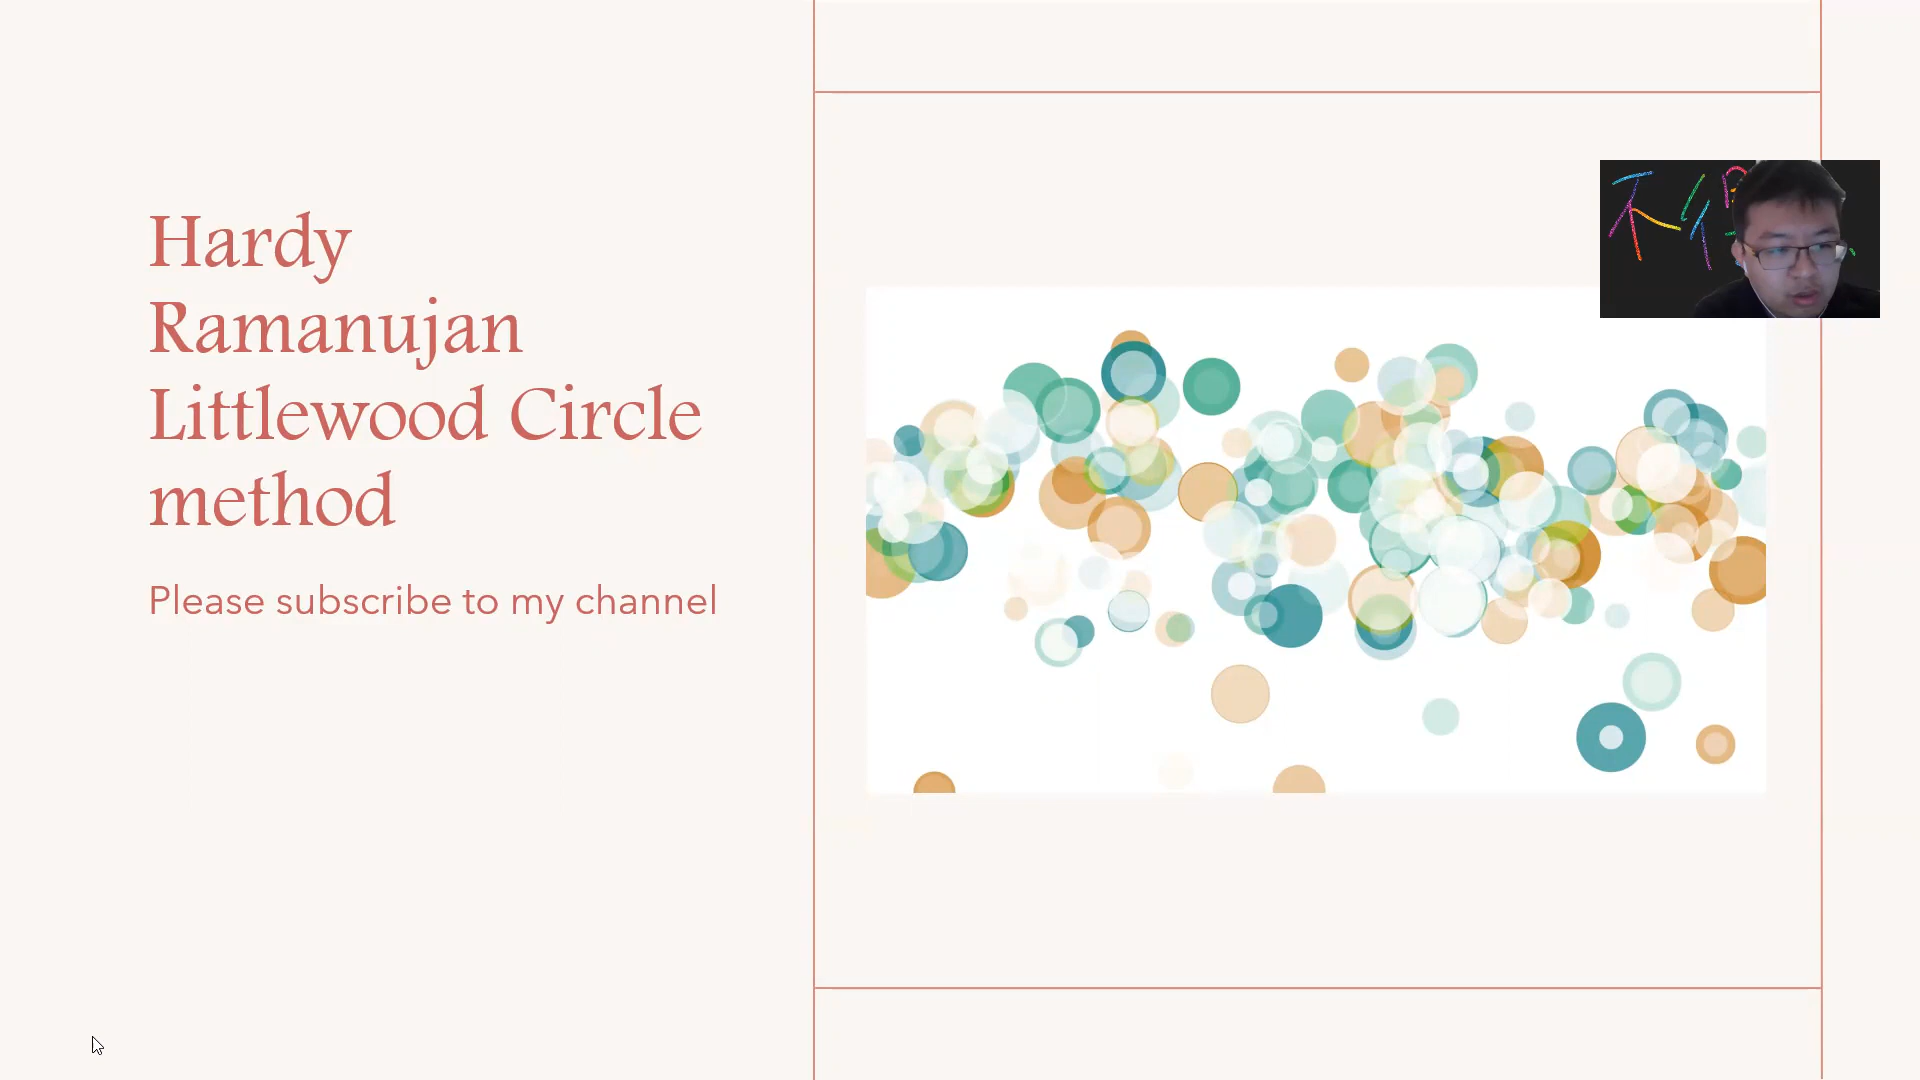 Hardy
Ramanujan
Littlewood Circle
method
Please subscribe to my channel